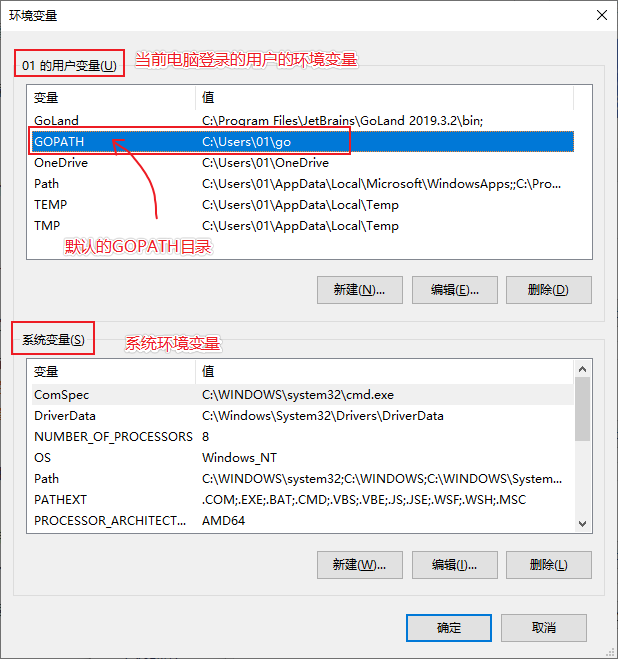 环境变量
01 的用户变量(U)
当前电脑登录的用户的环境变量
变量 值
GoLand C:\Program Files\JetBrains\GoLand 2019.3.2\bin;
GOPATH C:\Users\01\go
OneDrive C:\Users\01\OneDrive
Path C:\Users\01\AppData\Local\Microsoft\WindowsApps;;C:\Pro...
TEMP C:\Users\01\AppData\Local\Temp
TMP C:\Users\01\AppData\Local\Temp
默认的GOPATH目录
新建(N)... 编辑(E)... 删除(D)
系统变量(S)
系统环境变量
变量 值
ComSpec C:\WINDOWS\system32\cmd.exe
DriverData C:\Windows\System32\Drivers\DriverData
NUMBER_OF_PROCESSORS 8
OS Windows_NT
Path C:\WINDOWS\system32;C:\WINDOWS;C:\WINDOWS\System...
PATHEXT .COM;.EXE;.BAT;.CMD;.VBS;.VBE;.JS;.JSE;.WSF;.WSH;.MSC
PROCESSOR_ARCHITECT... AMD64
新建(W)... 编辑(I)... 删除(L)
确定 取消